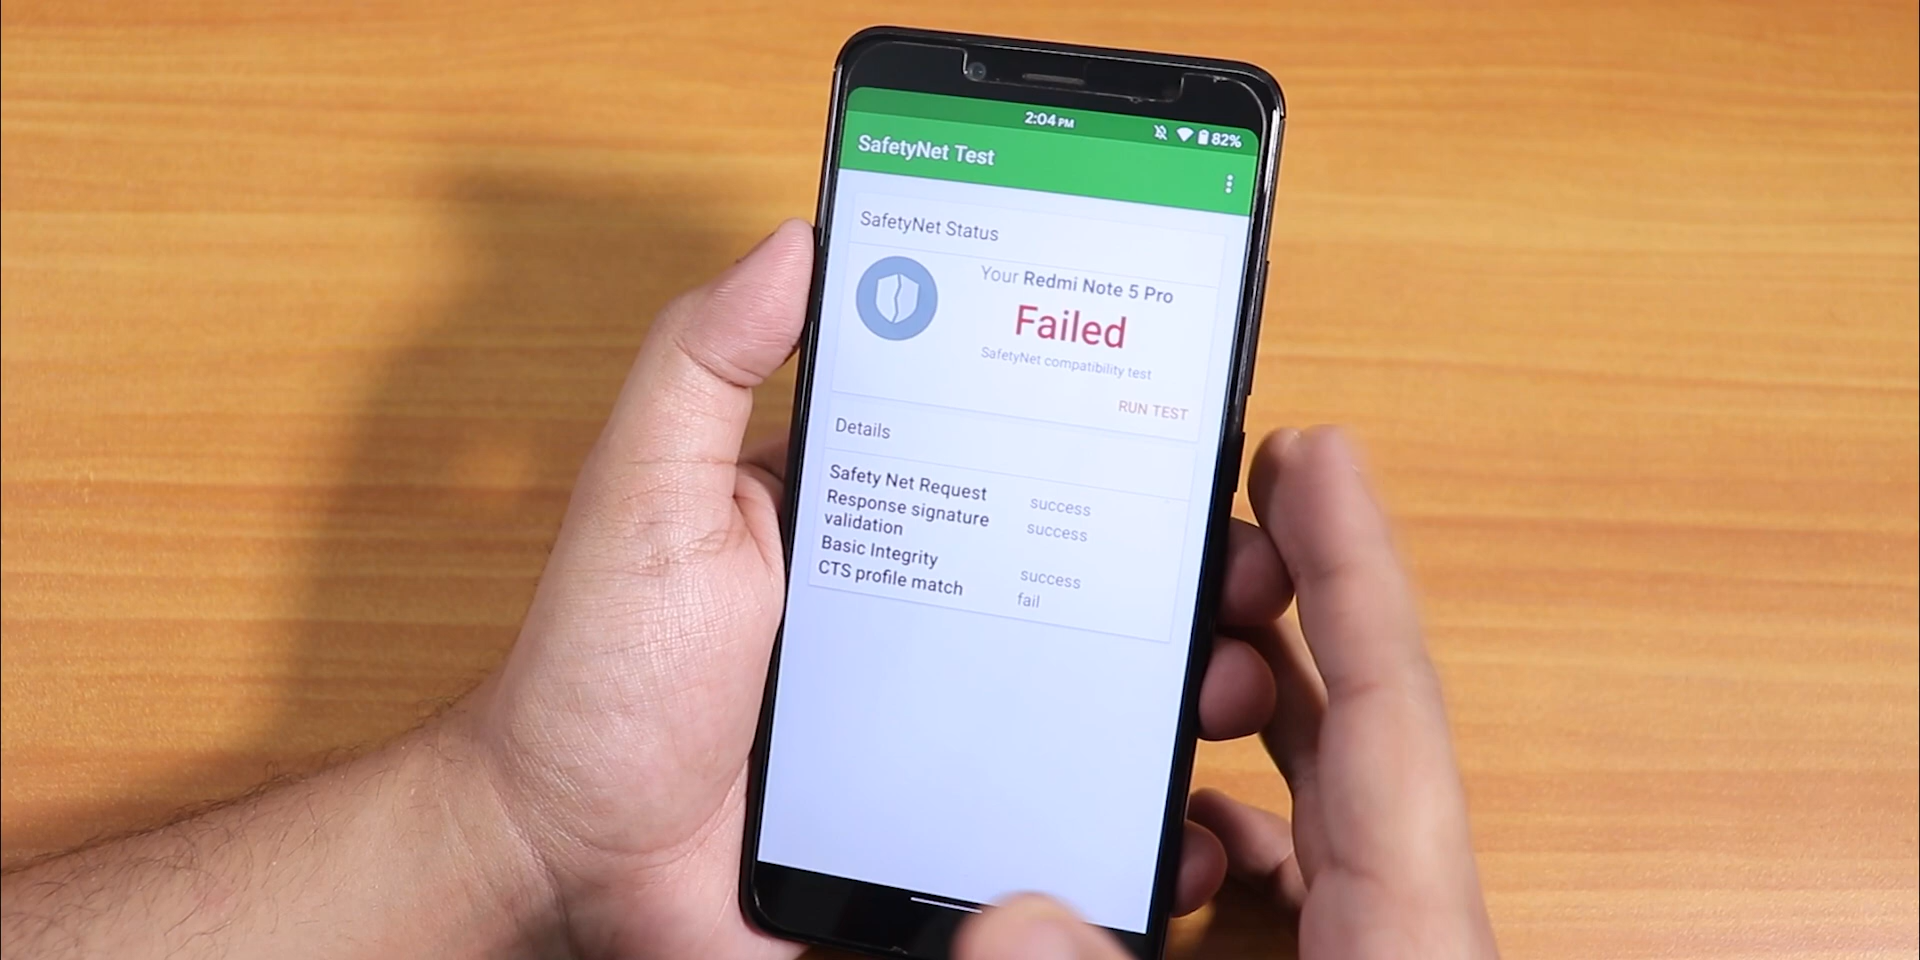 2:04 PM 82%
SafetyNet Test
SafetyNet Status
Your Redmi Note 5 Pro
Failed
SafetyNet compatibility test
RUN TEST
Details
Safety Net Request success
Response signature success
validation
Basic Integrity success
CTS profile match fail